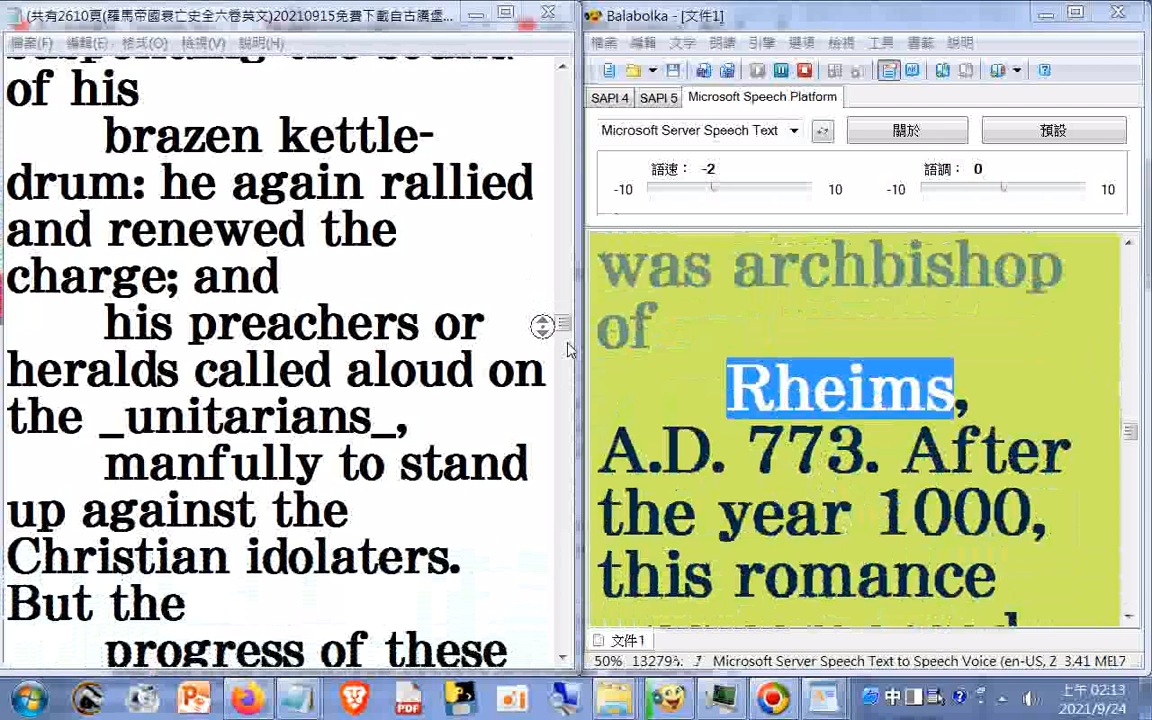 (共有2610頁(羅馬帝國衰亡史全六卷英文)20210915免費下載自古騰堡...
檔案(F) 編輯(E) 格式(O) 檢視(V) 說明(H)
of his
brazen kettle-
drum: he again rallied
and renewed the
charge; and
his preachers or
heralds called aloud on
the _unitarians_,
manfully to stand
up against the
Christian idolaters.
But the
progress of these
Balabolka - [文件1]
檔案 編輯 文字 朗讀 引擎 選項 檢視 工具 書籤 說明
SAPI 4 SAPI 5 Microsoft Speech Platform
Microsoft Server Speech Text 關於 預設
語速： -2 語調： 0
-10 10 -10 10
was archbishop
of
Rheims,
A.D. 773. After
the year 1000,
this romance
文件1
50% Microsoft Server Speech Text to Speech Voice (en-US, 3.41
中 上午 02:13
2021/9/24